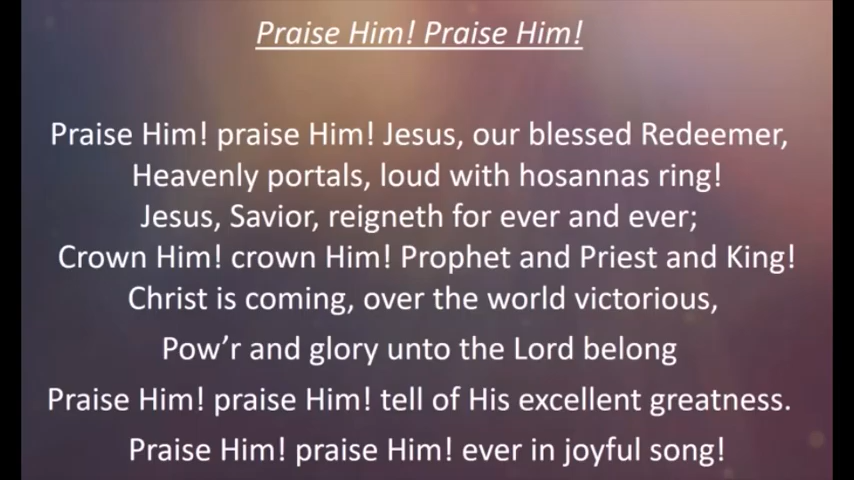 Praise Him! Praise Him!
Praise Him! praise Him! Jesus, our blessed Redeemer,
Heavenly portals, loud with hosannas ring!
Jesus, Savior, reigneth for ever and ever;
Crown Him! crown Him! Prophet and Priest and King!
Christ is coming, over the world victorious,
Pow’r and glory unto the Lord belong
Praise Him! praise Him! tell of His excellent greatness.
Praise Him! praise Him! ever in joyful song!